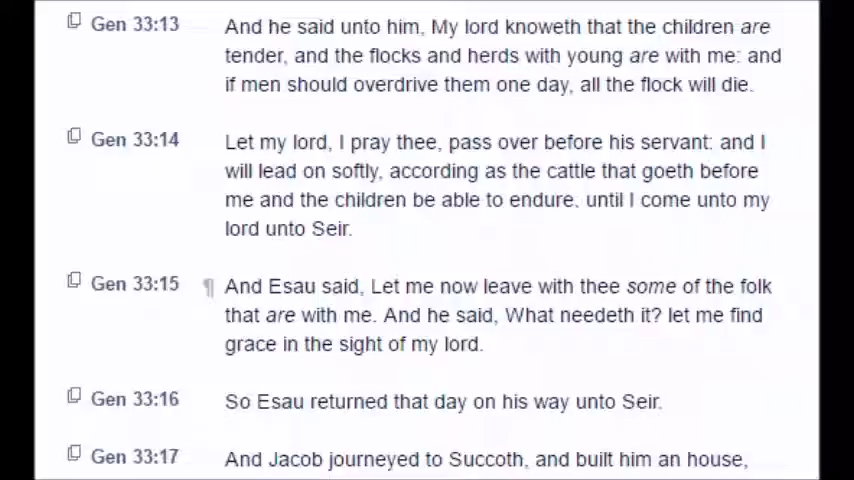 Gen 33:13 And he said unto him, My lord knoweth that the children are
tender, and the flocks and herds with young are with me: and
if men should overdrive them one day, all the flock will die.
Gen 33:14 Let my lord, I pray thee, pass over before his servant: and I
will lead on softly, according as the cattle that goeth before
me and the children be able to endure, until I come unto my
lord unto Seir.
Gen 33:15 ¶ And Esau said, Let me now leave with thee some of the folk
that are with me. And he said, What needeth it? let me find
grace in the sight of my lord.
Gen 33:16 So Esau returned that day on his way unto Seir.
Gen 33:17 And Jacob journeyed to Succoth, and built him an house,